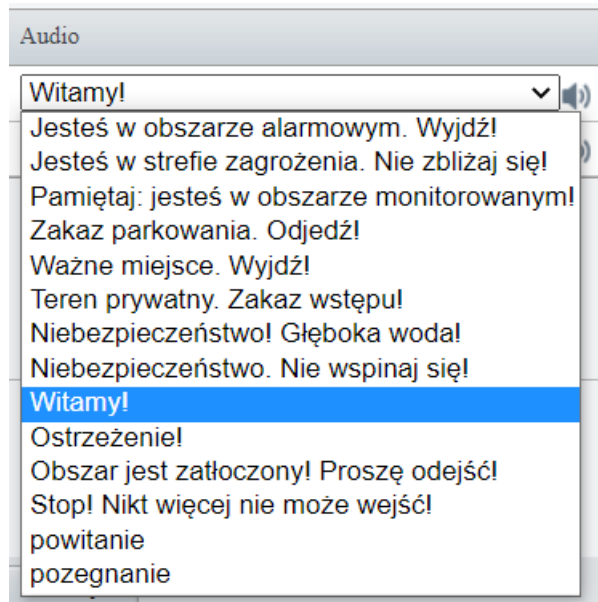 Audio
Witamy!
Jesteś w obszarze alarmowym. Wyjdź!
Jesteś w strefie zagrożenia. Nie zbliżaj się!
Pamiętaj: jesteś w obszarze monitorowanym!
Zakaz parkowania. Odjedź!
Ważne miejsce. Wyjdź!
Teren prywatny. Zakaz wstępu!
Niebezpieczeństwo! Głęboka woda!
Niebezpieczeństwo. Nie wspinaj się!
Witamy!
Ostrzeżenie!
Obszar jest zatłoczony! Proszę odejść!
Stop! Nikt więcej nie może wejść!
powitanie
pozegnanie